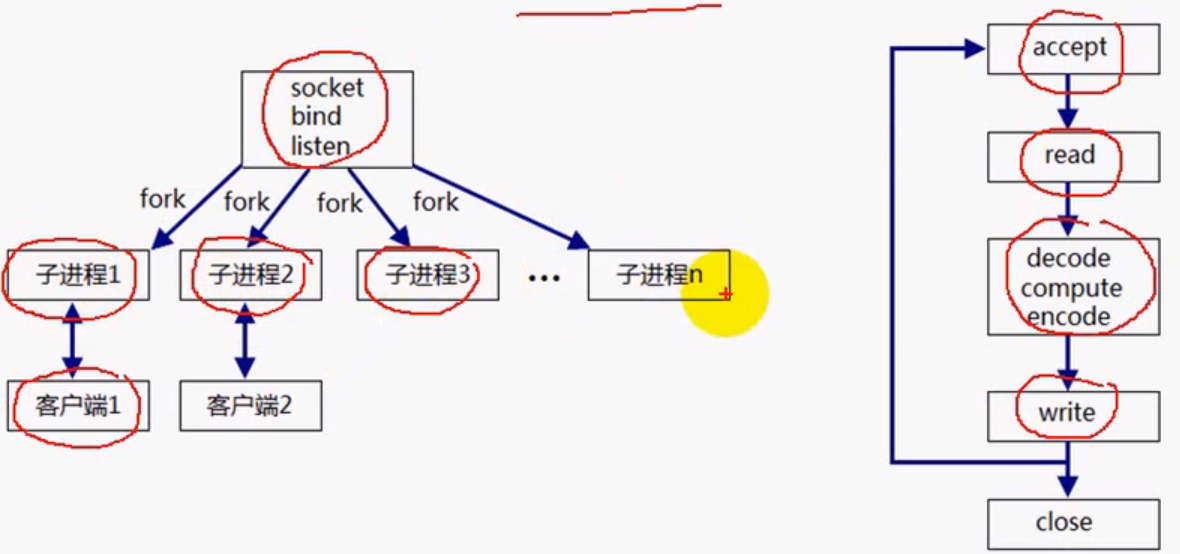 socket
bind
listen
fork
fork
fork
fork
子进程1
子进程2
子进程3
...
子进程n
客户端1
客户端2
accept
read
decode
compute
encode
write
close